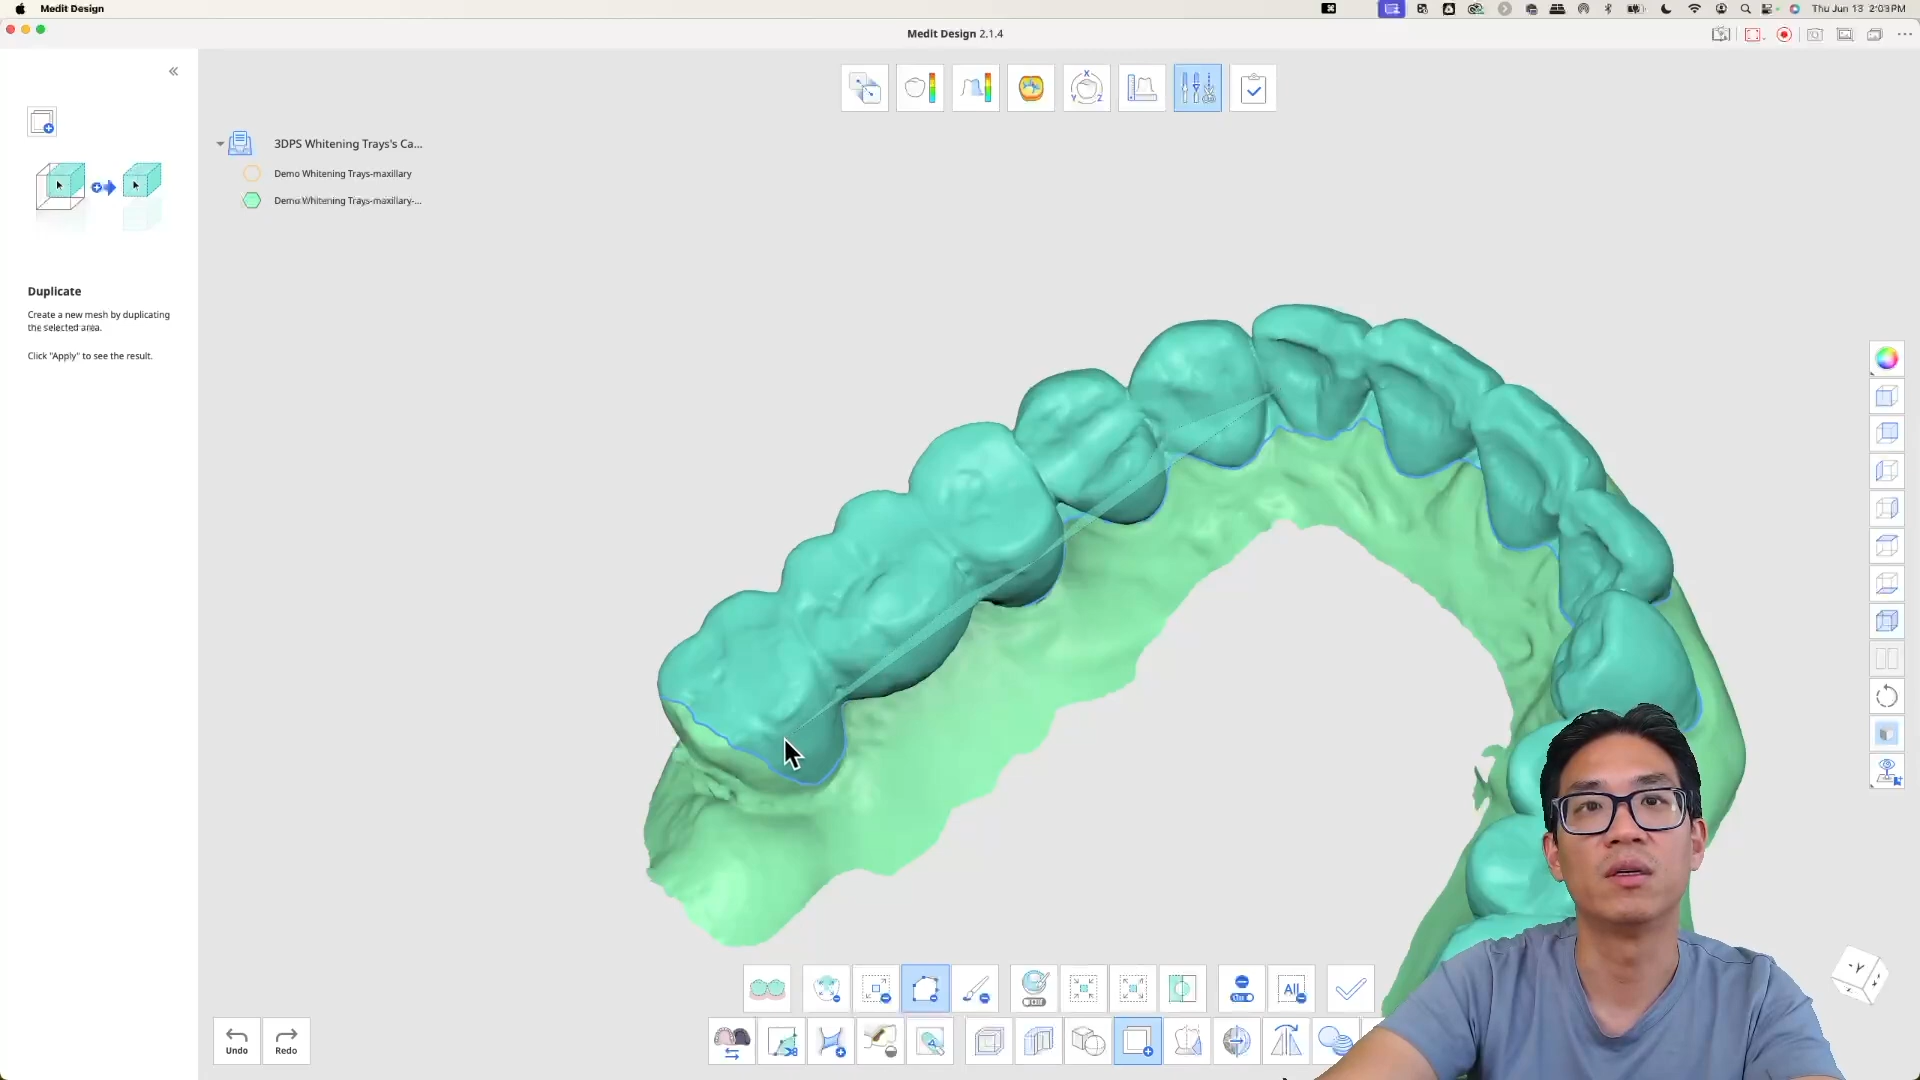 Medit Design
Thu Jun 13 2:03 PM
Medit Design 2.1.4
X
Y
Z
3DPS Whitening Trays's Ca...
Demo Whitening Trays-maxillary
Demo Whitening Trays-maxillary-...
Duplicate
Create a new mesh by duplicating
the selected area.
Click "Apply" to see the result.
All
Undo
Redo
-Y